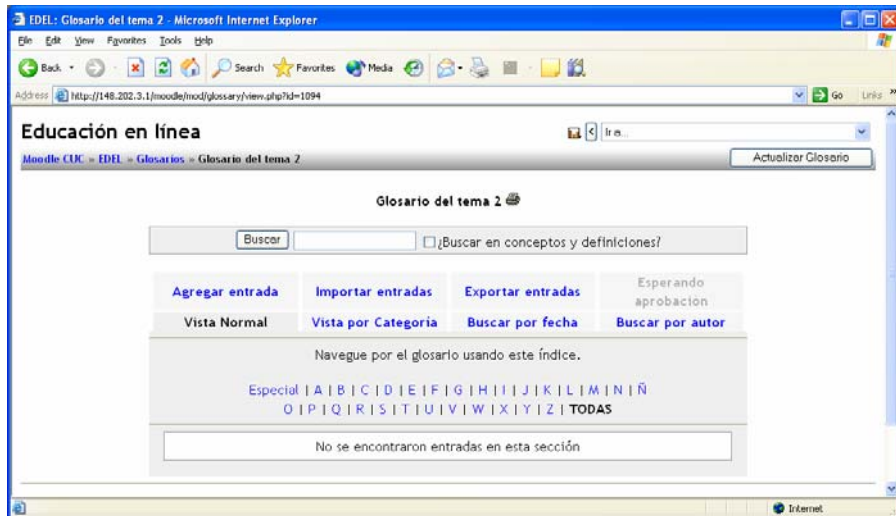 EDEL: Glosario del tema 2 - Microsoft Internet Explorer
File Edit View Favorites Tools Help
Back Search Favorites Media
Address http://148.202.3.1/moodle/mod/glossary/view.php?id=1094 Go Links »
Educación en línea < Ir a...
Moodle CUC » EDEL » Glosarios » Glosario del tema 2 Actualizar Glosario
Glosario del tema 2
Buscar ¿Buscar en conceptos y definiciones?
Agregar entrada Importar entradas Exportar entradas Esperando aprobación
Vista Normal Vista por Categoría Buscar por fecha Buscar por autor
Navegue por el glosario usando este índice.
Especial | A | B | C | D | E | F | G | H | I | J | K | L | M | N | Ñ
O | P | Q | R | S | T | U | V | W | X | Y | Z | TODAS
No se encontraron entradas en esta sección
Internet